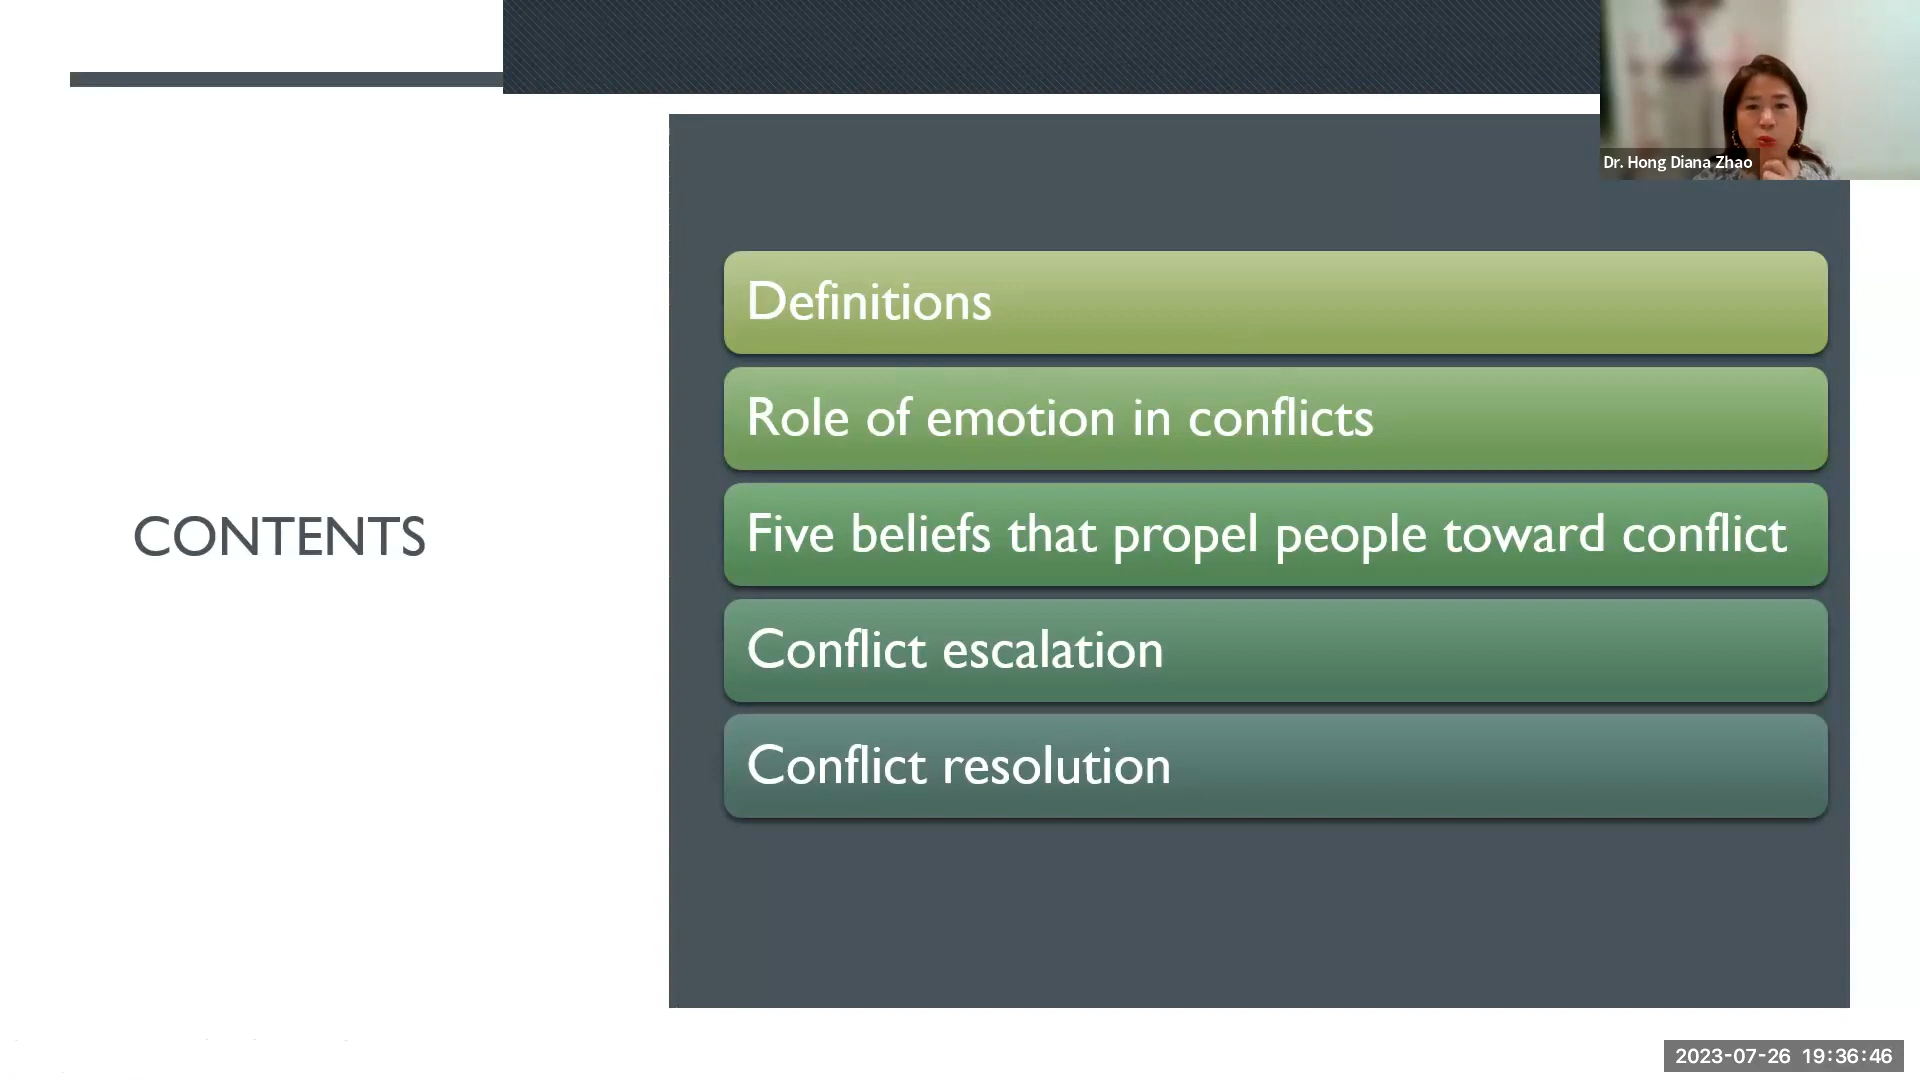 Dr. Hong Diana Zhao
CONTENTS
Definitions
Role of emotion in conflicts
Five beliefs that propel people toward conflict
Conflict escalation
Conflict resolution
2023-07-26 19:36:46